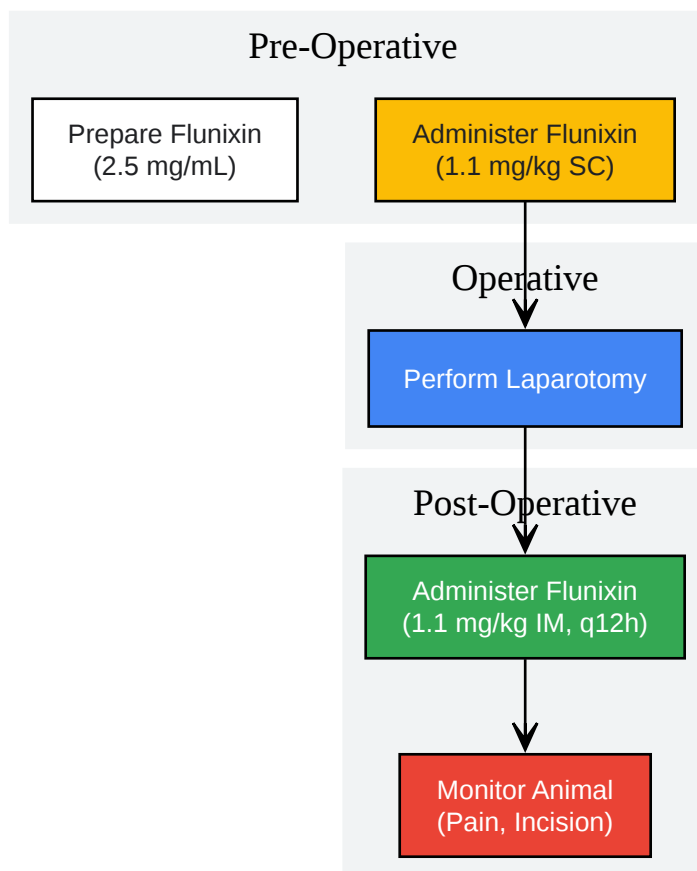 Pre-Operative
Prepare Flunixin
(2.5 mg/mL)
Administer Flunixin
(1.1 mg/kg SC)
Operative
Perform Laparotomy
Post-Operative
Administer Flunixin
(1.1 mg/kg IM, q12h)
Monitor Animal
(Pain, Incision)